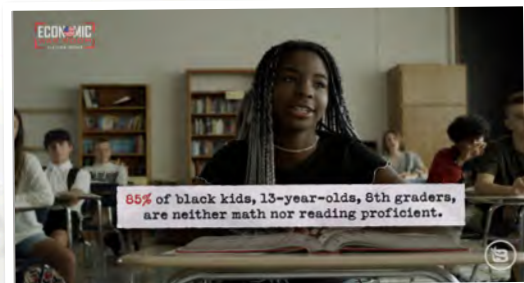 ECONOMIC
85% of black kids, 13-year-olds, 8th graders,
are neither math nor reading proficient.